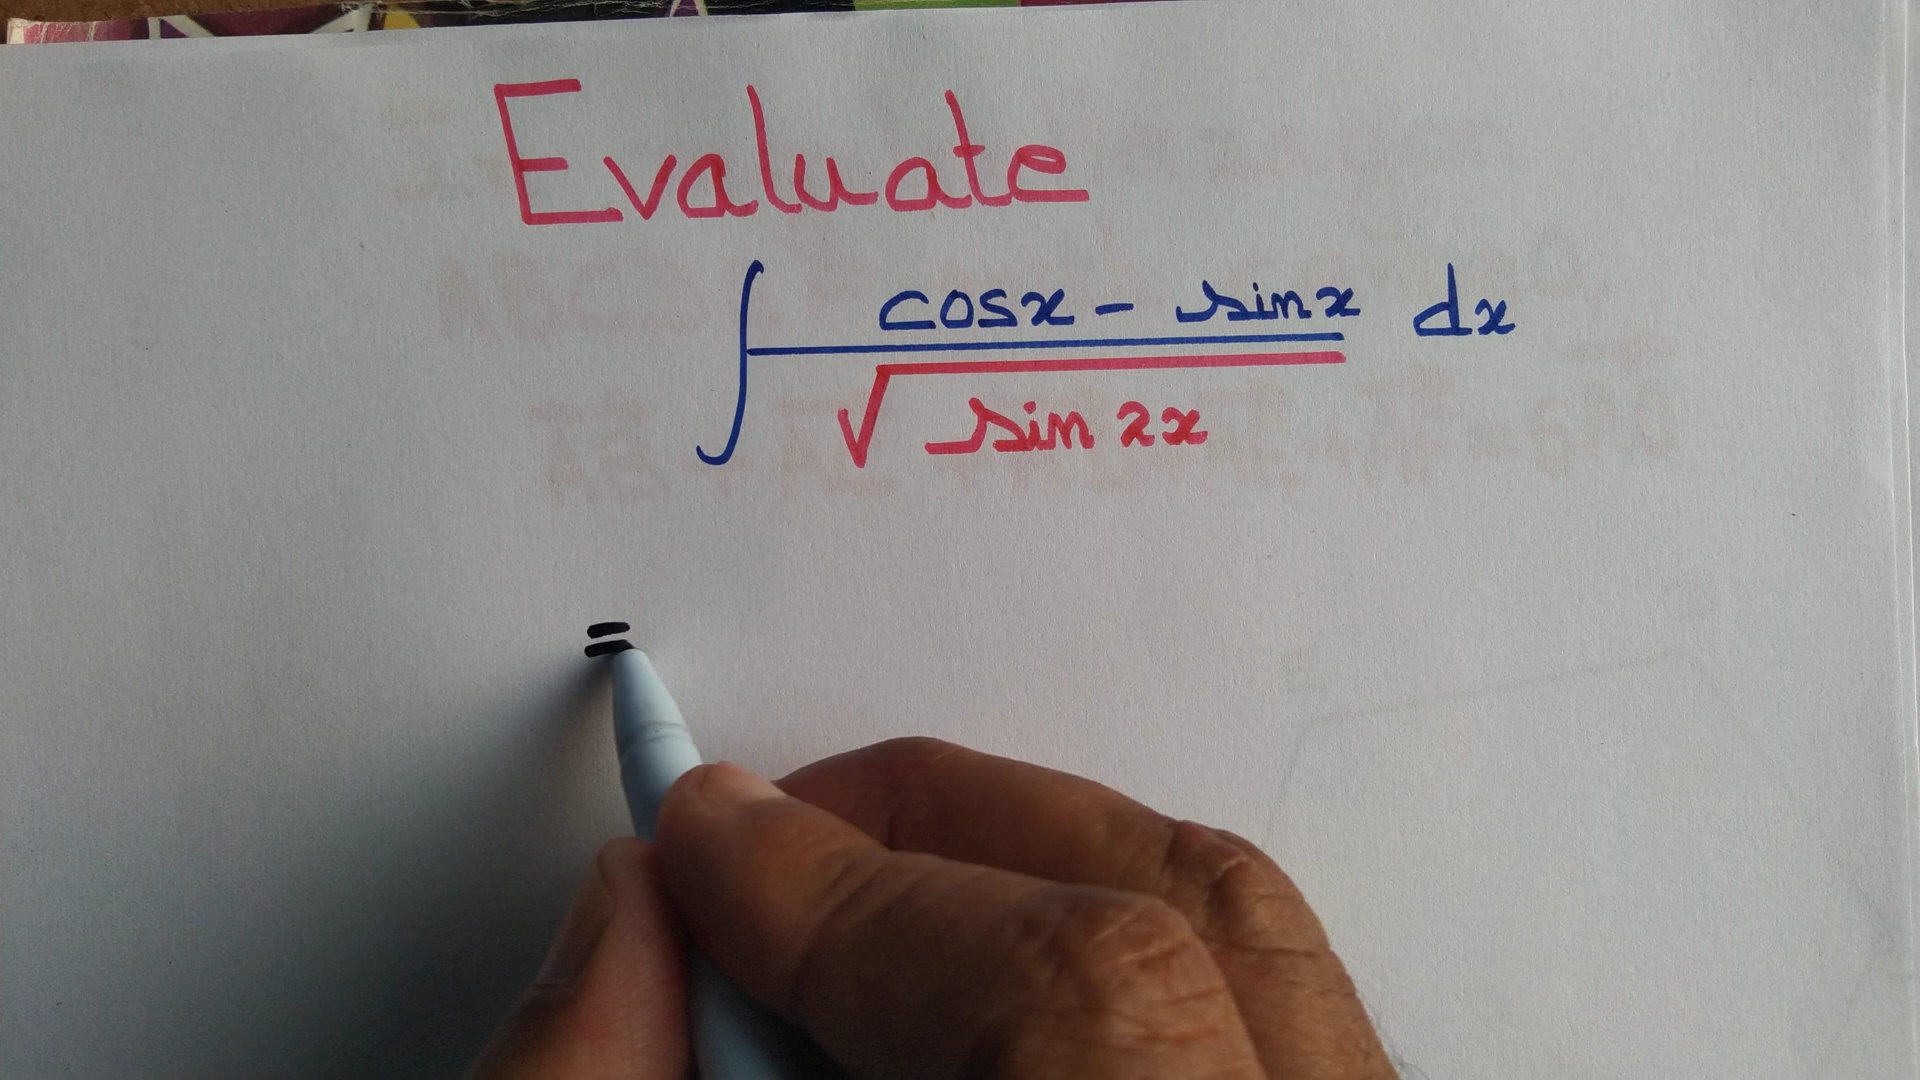 Evaluate
∫ cosx - sinx dx
√sin 2x
=